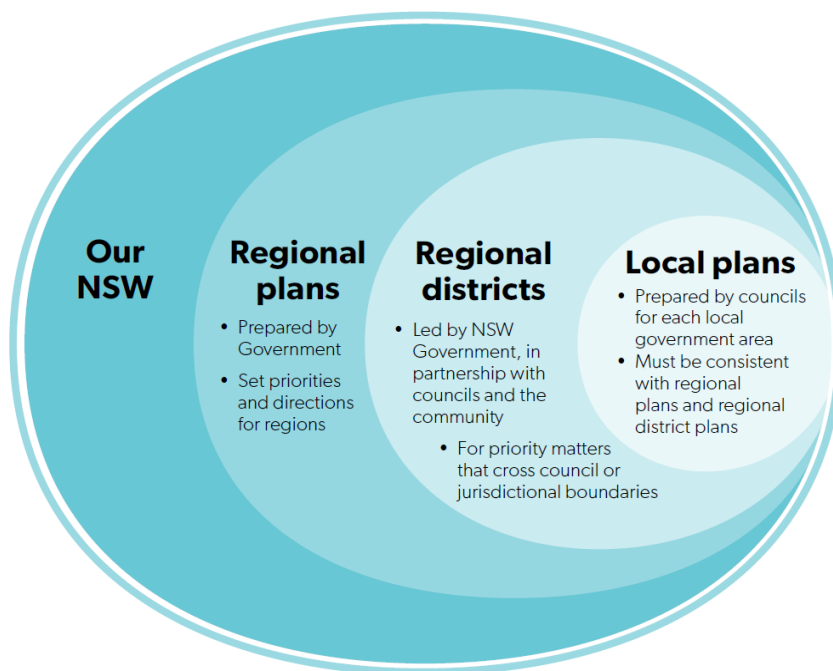 Our
NSW
Regional
plans
• Prepared by
Government
• Set priorities
and directions
for regions
Regional
districts
• Led by NSW
Government, in
partnership with
councils and the
community
• For priority matters
that cross council or
jurisdictional boundaries
Local plans
• Prepared by councils
for each local
government area
• Must be consistent
with regional
plans and regional
district plans